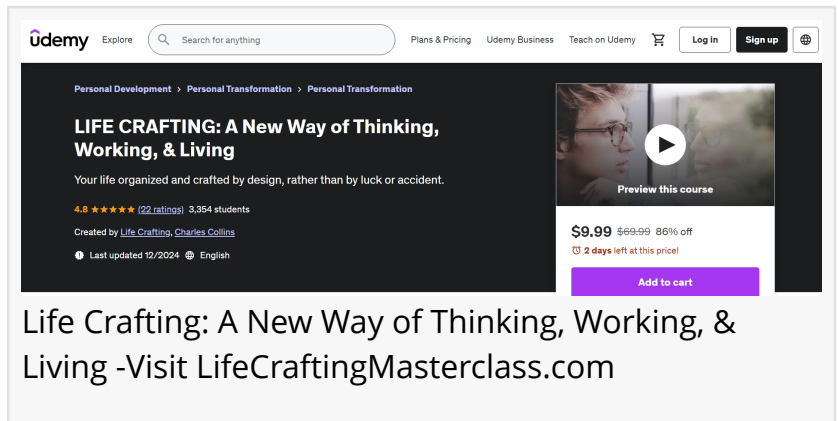 ûdemy Explore Search for anything Plans & Pricing Udemy Business Teach on Udemy Log in Sign up
Personal Development > Personal Transformation > Personal Transformation
LIFE CRAFTING: A New Way of Thinking,
Working, & Living
Your life organized and crafted by design, rather than by luck or accident.
4.8 ★★★★★ (22 ratings) 3,354 students
Created by Life Crafting, Charles Collins
Last updated 12/2024 English
Preview this course
$9.99 $69.99 86% off
2 days left at this price!
Add to cart
Life Crafting: A New Way of Thinking, Working, &
Living -Visit LifeCraftingMasterclass.com